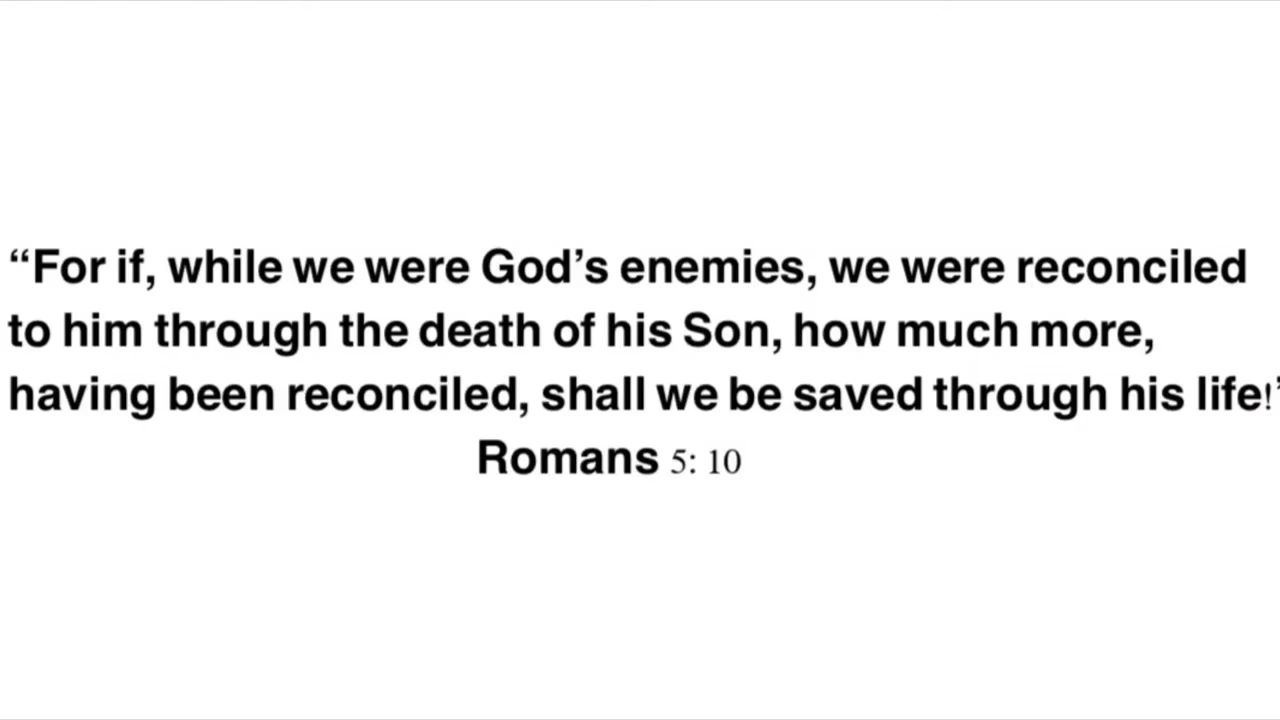 “For if, while we were God’s enemies, we were reconciled
to him through the death of his Son, how much more,
having been reconciled, shall we be saved through his life!’
Romans 5: 10